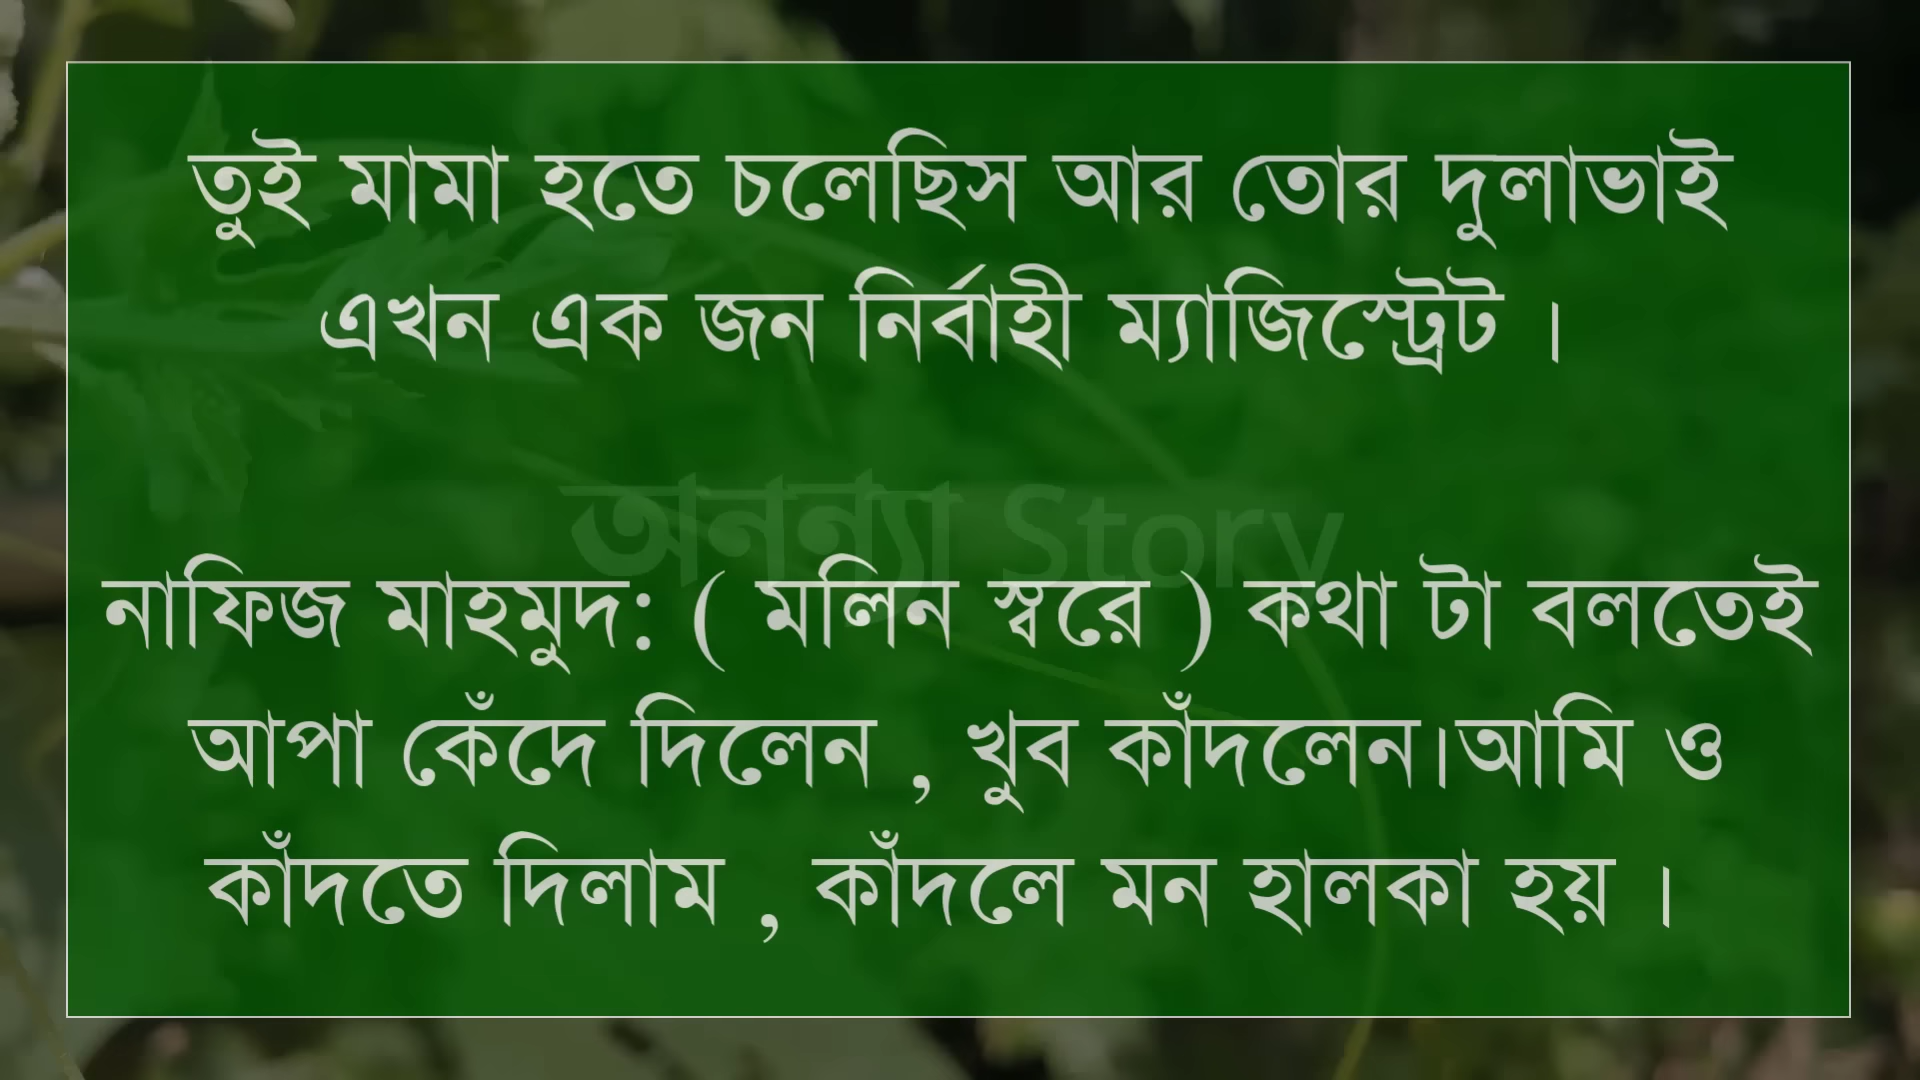 তুই মামা হতে চলেছিস আর তোর দুলাভাই
এখন এক জন নির্বাহী ম্যাজিস্ট্রেট ।
অনন্যা Story
নাফিজ মাহমুদ: ( মলিন স্বরে ) কথা টা বলতেই
আপা কেঁদে দিলেন , খুব কাঁদলেন।আমি ও
কাঁদতে দিলাম , কাঁদলে মন হালকা হয় ।